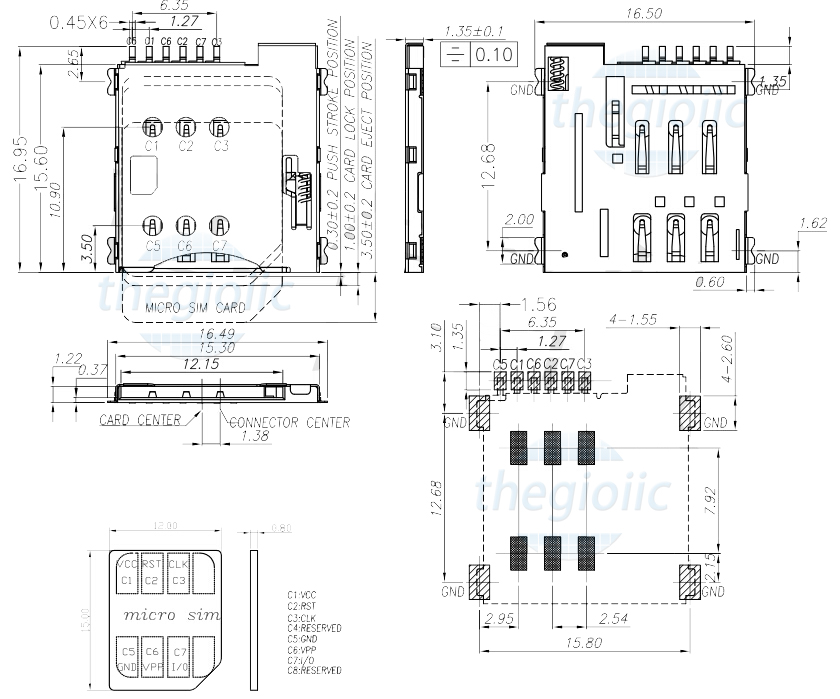 6.35
0.45X6
1.27
C5 C1 C6 C2 C7 C3
2.65
16.95
15.60
10.90
3.50
C1 C2 C3
C5 C6 C7
MICRO SIM CARD
0.30±0.2 PUSH STROKE POSITION
1.00±0.2 CARD LOCK POSITION
3.50±0.2 CARD EJECT POSITION
1.35±0.1
0.10
16.50
1.35
GND GND
12.68
2.00
1.62
GND GND
0.60
thegioiic
thegioiic
16.49
15.30
12.15
1.22
0.37
CARD CENTER
CONNECTOR CENTER
1.38
1.56
6.35
1.27
4-1.55
3.10
1.35
4-2.60
C5 C1 C6 C2 C7 C3
GND GND
12.68
7.92
2.15
thegioiic
GND GND
2.95
2.54
15.80
12.00
0.80
15.00
VCC RST CLK
C1 C2 C3
micro sim
C5 C6 C7
GND VPP I/O
C1:VCC
C2:RST
C3:CLK
C4:RESERVED
C5:GND
C6:VPP
C7:I/O
C8:RESERVED